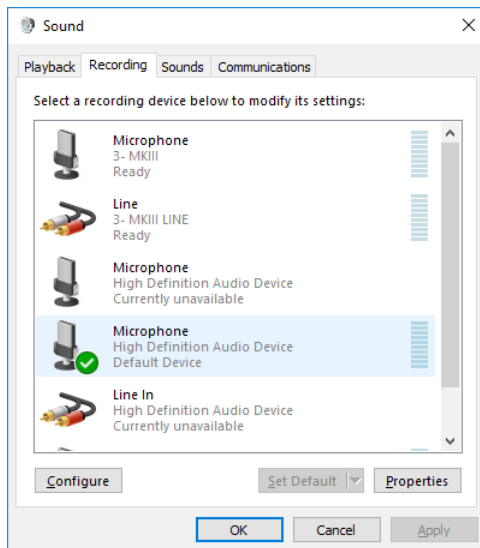 Sound
Playback Recording Sounds Communications
Select a recording device below to modify its settings:
Microphone
3- MKIII
Ready
Line
3- MKIII LINE
Ready
Microphone
High Definition Audio Device
Currently unavailable
Microphone
High Definition Audio Device
Default Device
Line In
High Definition Audio Device
Currently unavailable
Configure Set Default Properties
OK Cancel Apply